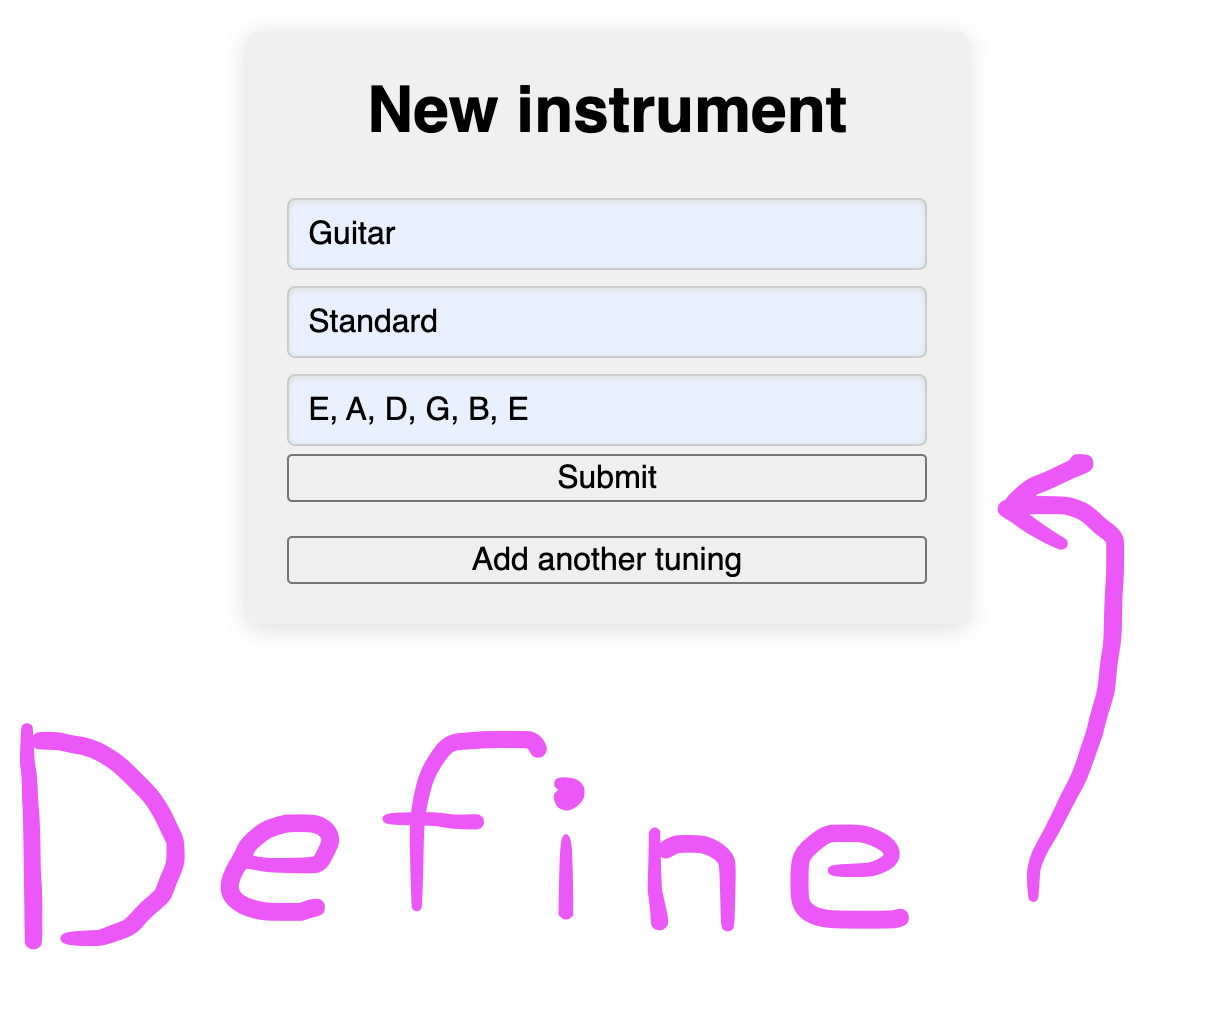 New instrument
Guitar
Standard
E, A, D, G, B, E
Submit
Add another tuning
Define